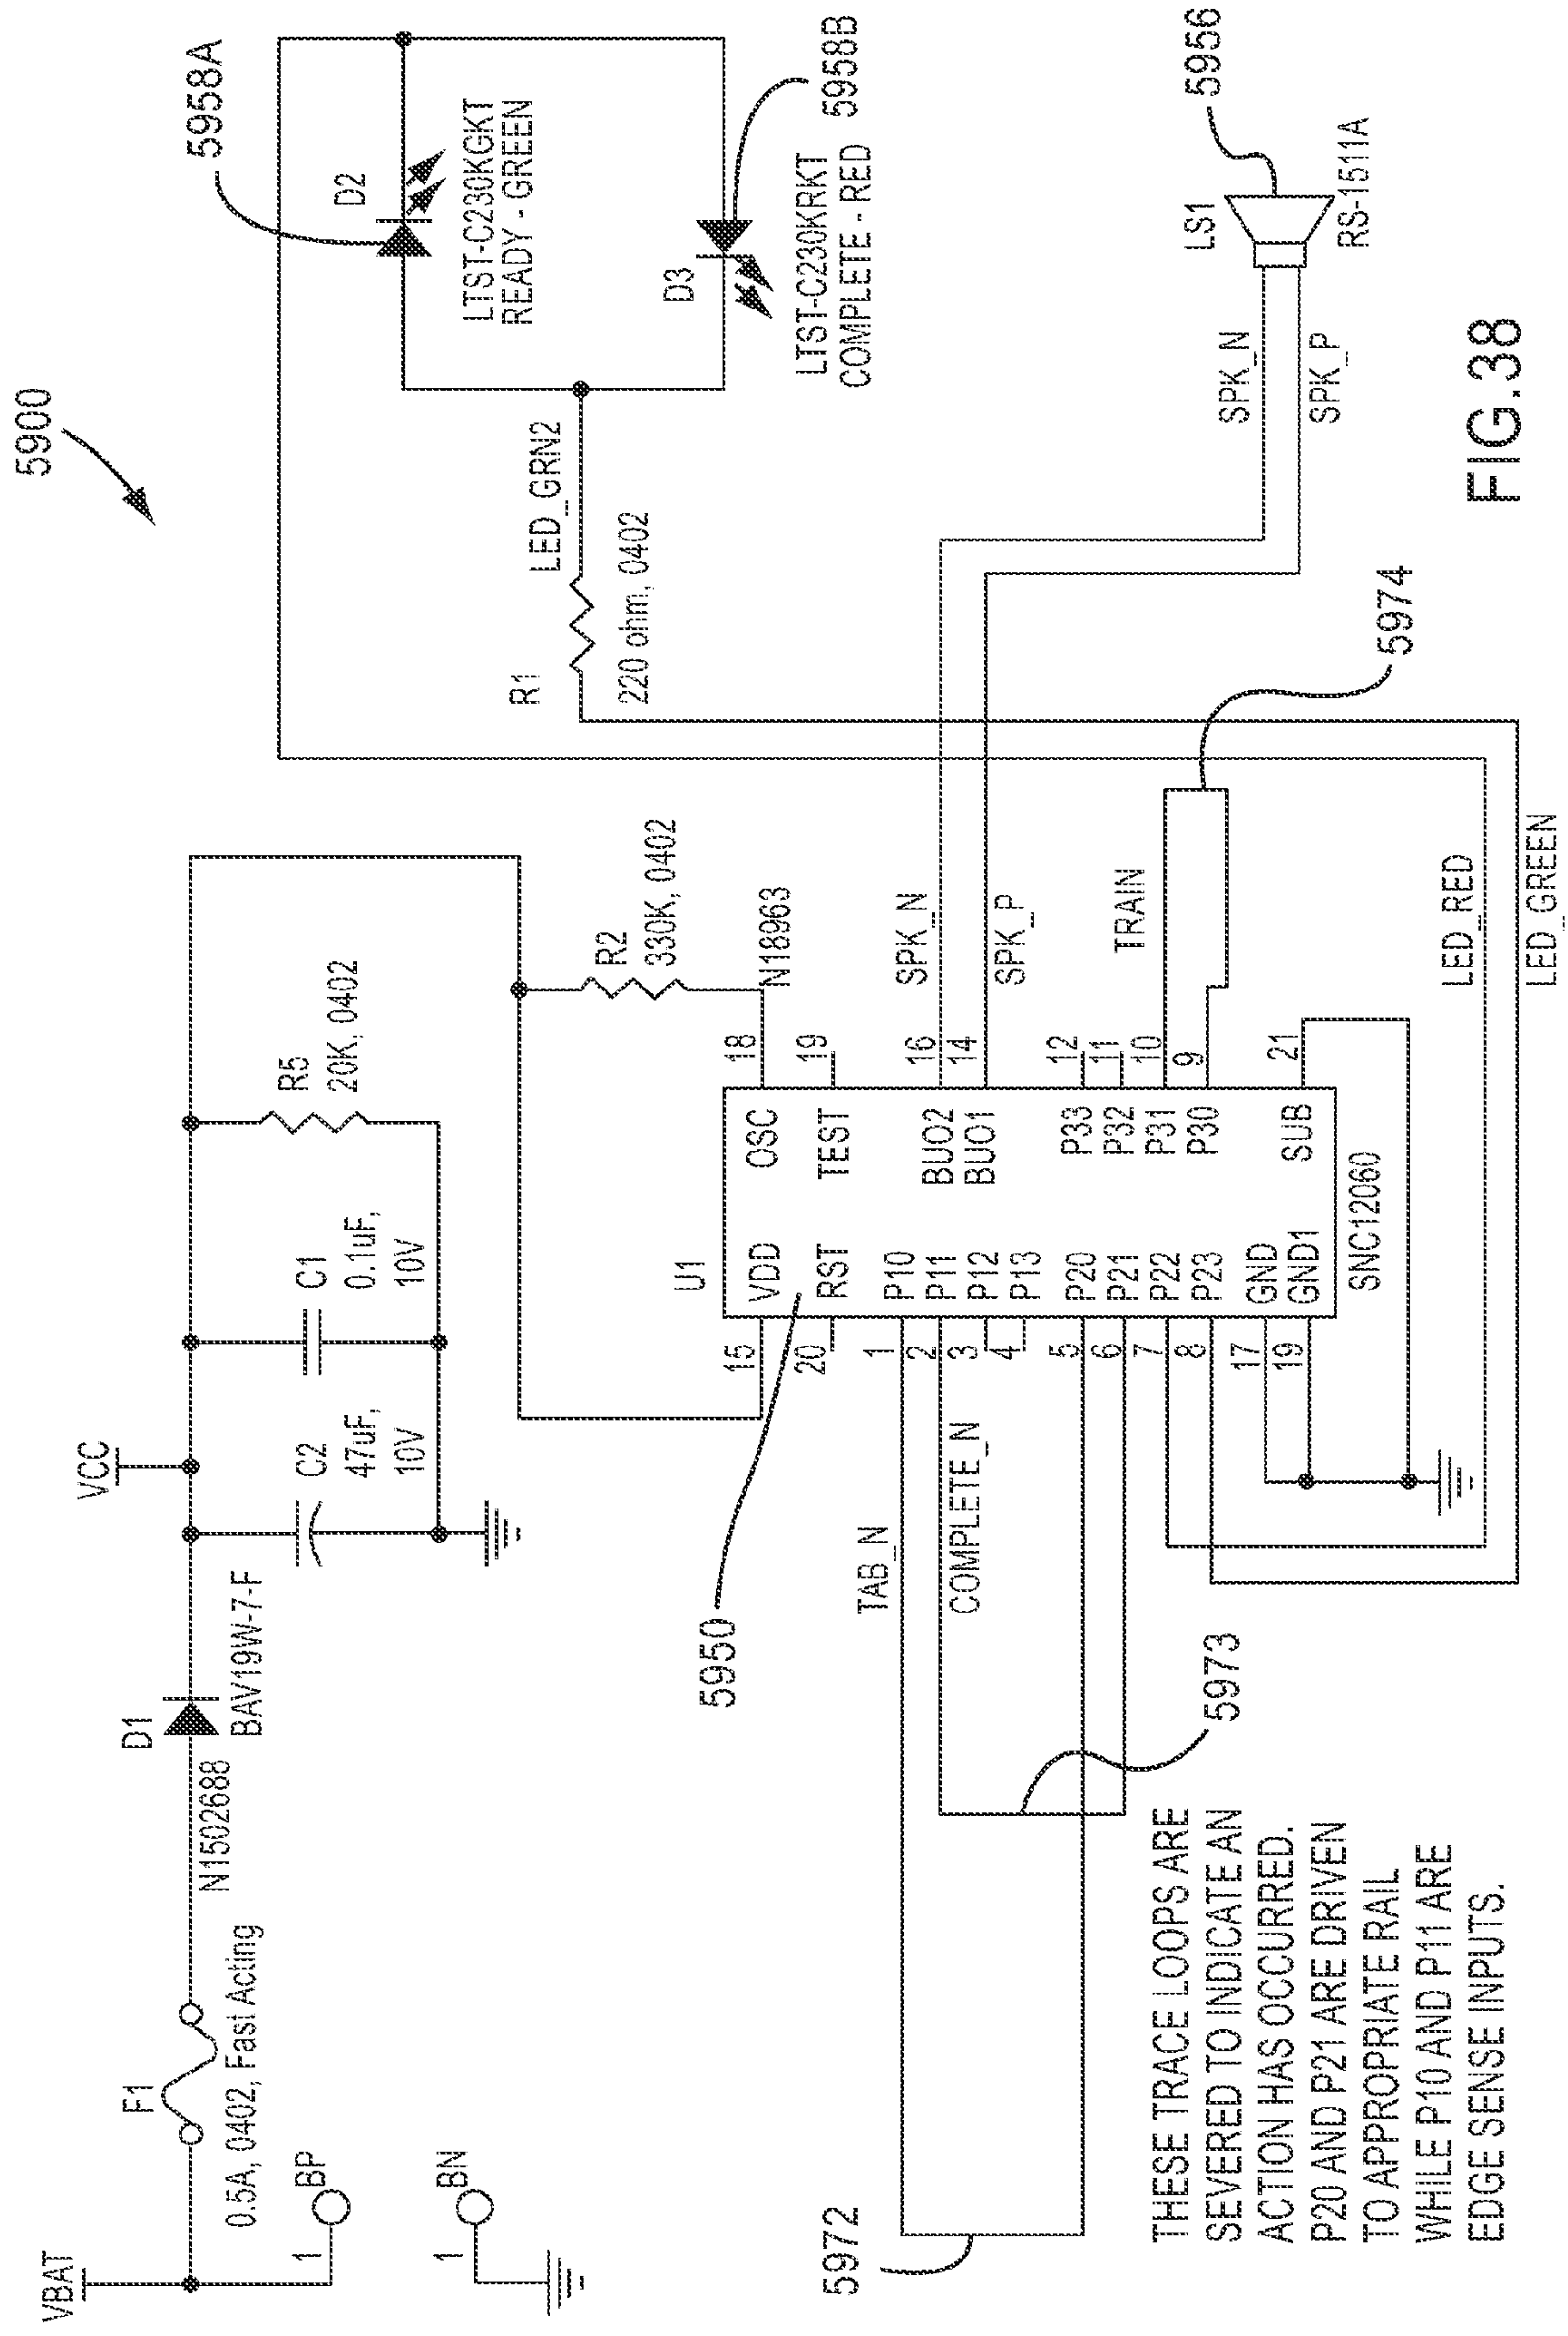 5900
VBAT
F1
0.5A, 0402, Fast Acting
1
BP
1
BN
N1502688
D1
BAV19W-7-F
VCC
C2
47uF,
10V
C1
0.1uF,
10V
R5
20K, 0402
R2
330K, 0402
N18963
5958A
D2
LTST-C230KGKT
READY - GREEN
D3
LTST-C230KRKT
COMPLETE - RED
5958B
LED_GRN2
R1
220 ohm, 0402
U1
5950
15
VDD
20
RST
1
P10
2
P11
3
P12
4
P13
5
P20
6
P21
7
P22
8
P23
17
GND
19
GND1
OSC
18
TEST
19
BUO2
16
BUO1
14
P33
12
P32
11
P31
10
P30
9
SUB
21
SNC12060
SPK_N
SPK_P
TRAIN
5974
SPK_N
SPK_P
LS1
RS-1511A
5956
LED_RED
LED_GREEN
TAB_N
COMPLETE_N
5972
5973
THESE TRACE LOOPS ARE
SEVERED TO INDICATE AN
ACTION HAS OCCURRED.
P20 AND P21 ARE DRIVEN
TO APPROPRIATE RAIL
WHILE P10 AND P11 ARE
EDGE SENSE INPUTS.
FIG.38